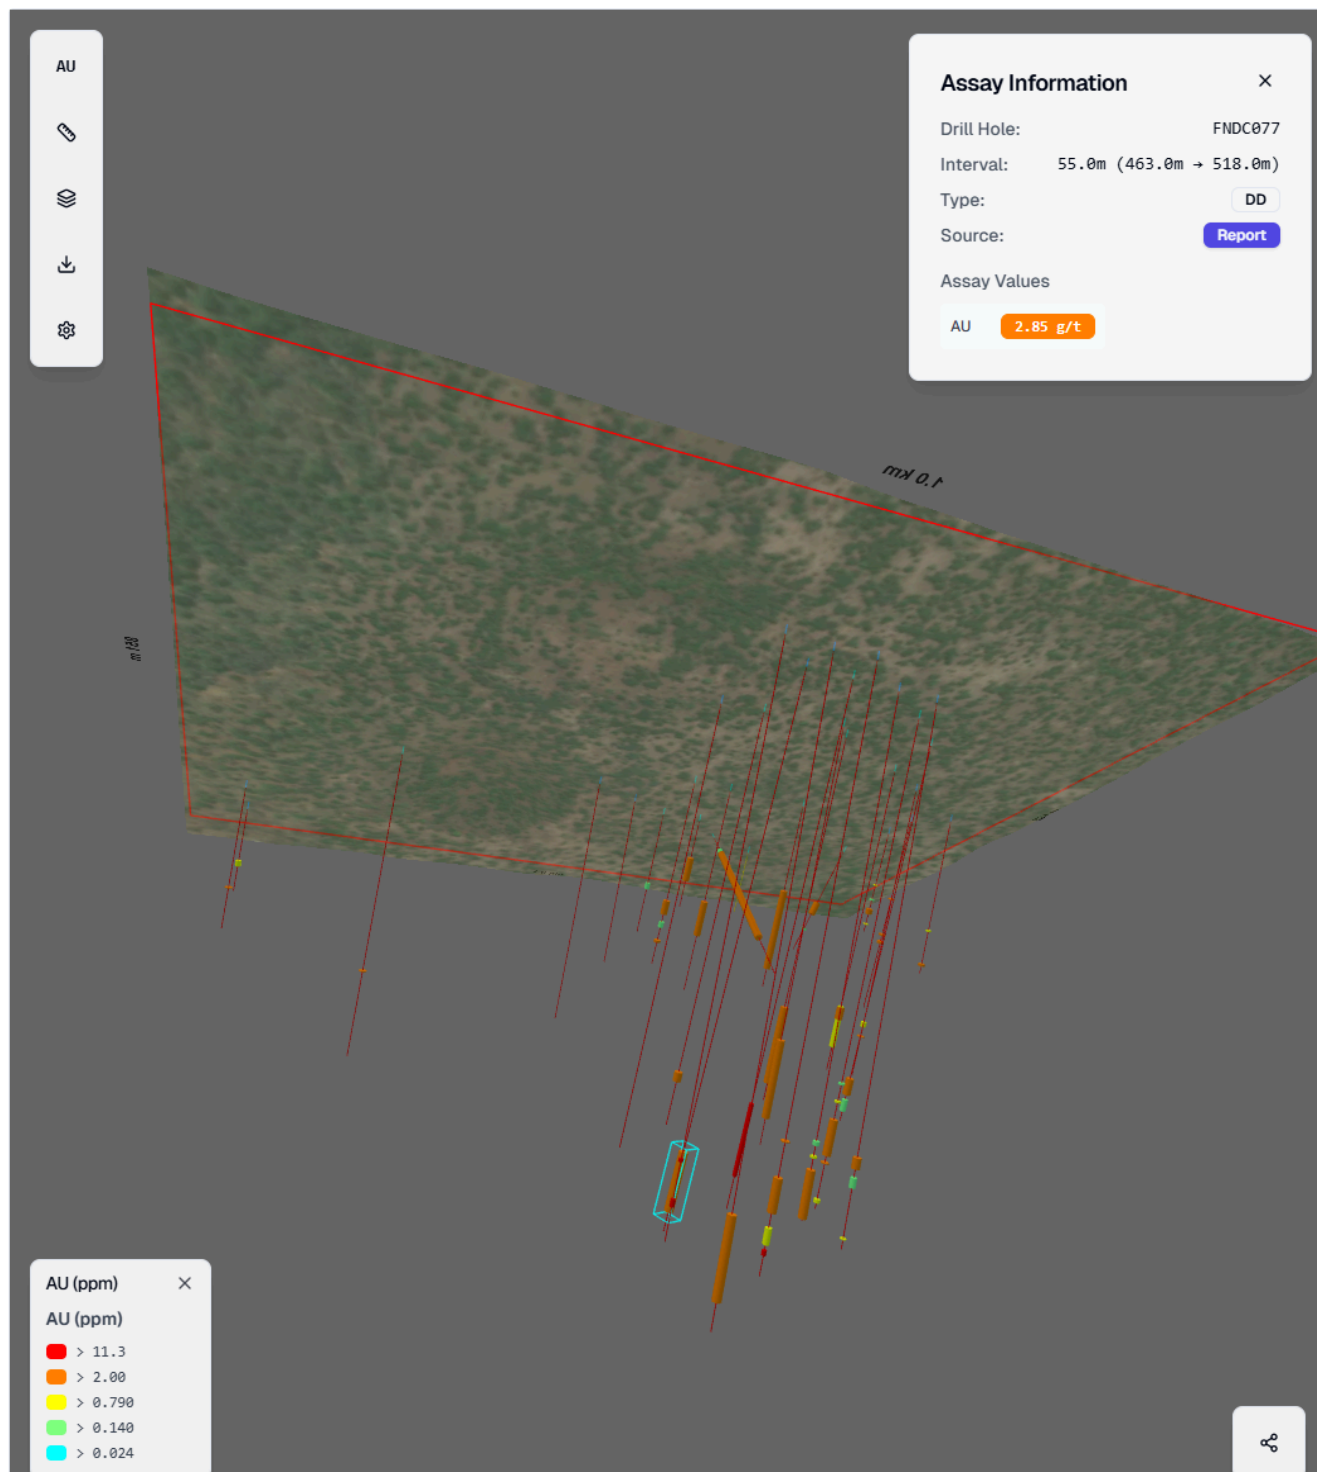 AU
Assay Information
Drill Hole: FNDC077
Interval: 55.0m (463.0m → 518.0m)
Type: DD
Source: Report
Assay Values
AU 2.85 g/t
1.0 km
AU (ppm)
AU (ppm)
> 11.3
> 2.00
> 0.790
> 0.140
> 0.024